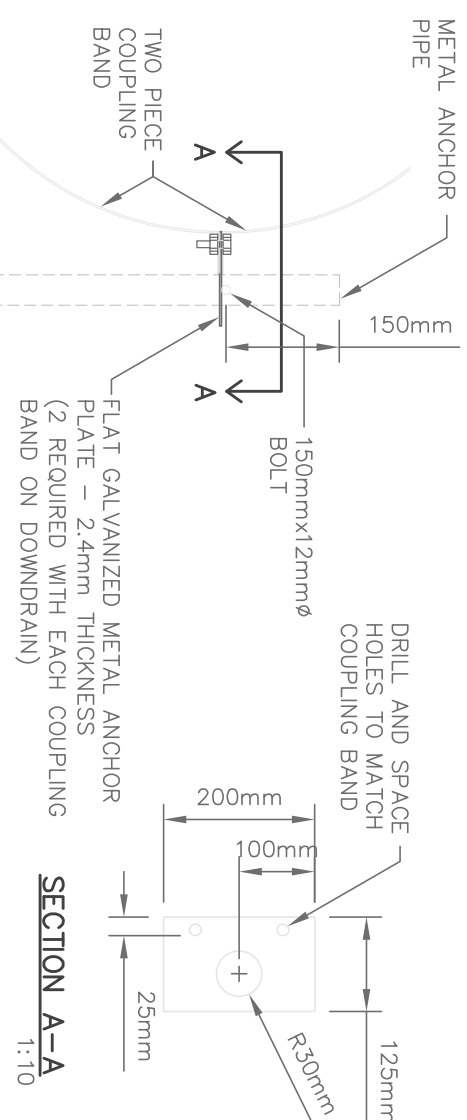 METAL ANCHOR
PIPE
TWO PIECE
COUPLING
BAND
A
A
150mm
150mmx12mmø
BOLT
FLAT GALVANIZED METAL ANCHOR
PLATE – 2.4mm THICKNESS
(2 REQUIRED WITH EACH COUPLING
BAND ON DOWNDRAIN)
DRILL AND SPACE
HOLES TO MATCH
COUPLING BAND
200mm
100mm
25mm
R30mm
125mm
SECTION A–A
1:10